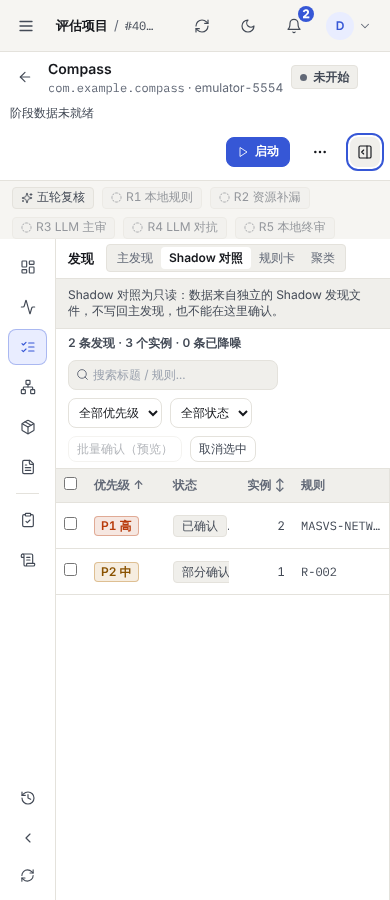 评估项目 / #40…
2
D
Compass
com.example.compass · emulator-5554
未开始
阶段数据未就绪
启动
五轮复核
R1 本地规则
R2 资源补漏
R3 LLM 主审
R4 LLM 对抗
R5 本地终审
发现
主发现
Shadow 对照
规则卡
聚类
Shadow 对照为只读：数据来自独立的 Shadow 发现文
件，不写回主发现，也不能在这里确认。
2 条发现 · 3 个实例 · 0 条已降噪
搜索标题 / 规则…
全部优先级
全部状态
批量确认（预览）
取消选中
优先级 ↑
状态
实例
规则
P1 高
已确认
2
MASVS-NETW…
P2 中
部分确认
1
R-002